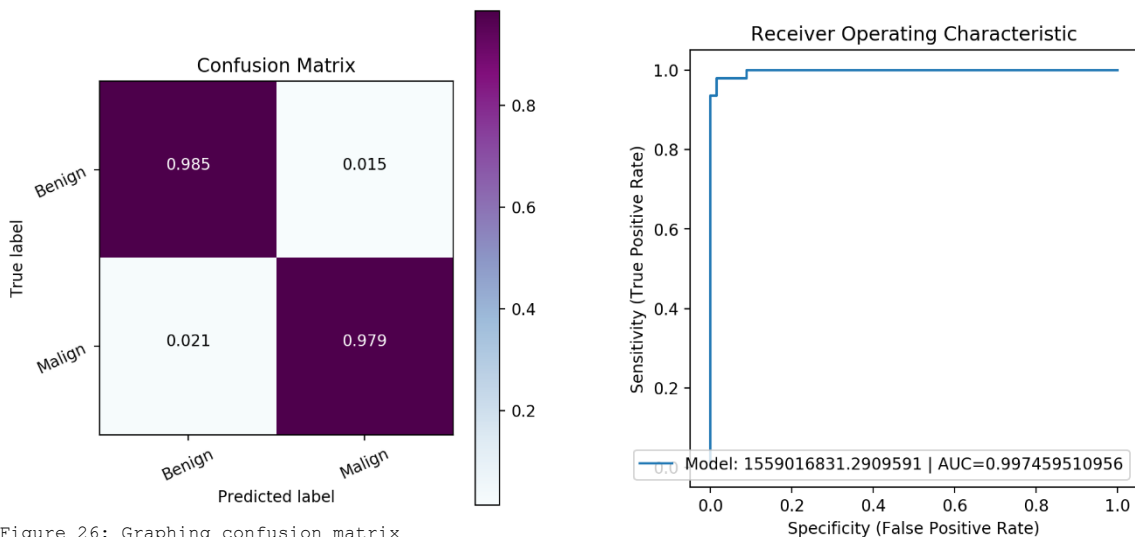 Confusion Matrix
0.8
0.6
0.4
0.2
True label
Benign
Malign
0.985
0.015
0.021
0.979
Benign
Malign
Predicted label
Figure 26: Graphing confusion matrix
Receiver Operating Characteristic
Sensitivity (True Positive Rate)
1.0
0.8
0.6
0.4
0.2
0.0
Model: 1559016831.2909591 | AUC=0.997459510956
0.0
0.2
0.4
0.6
0.8
1.0
Specificity (False Positive Rate)